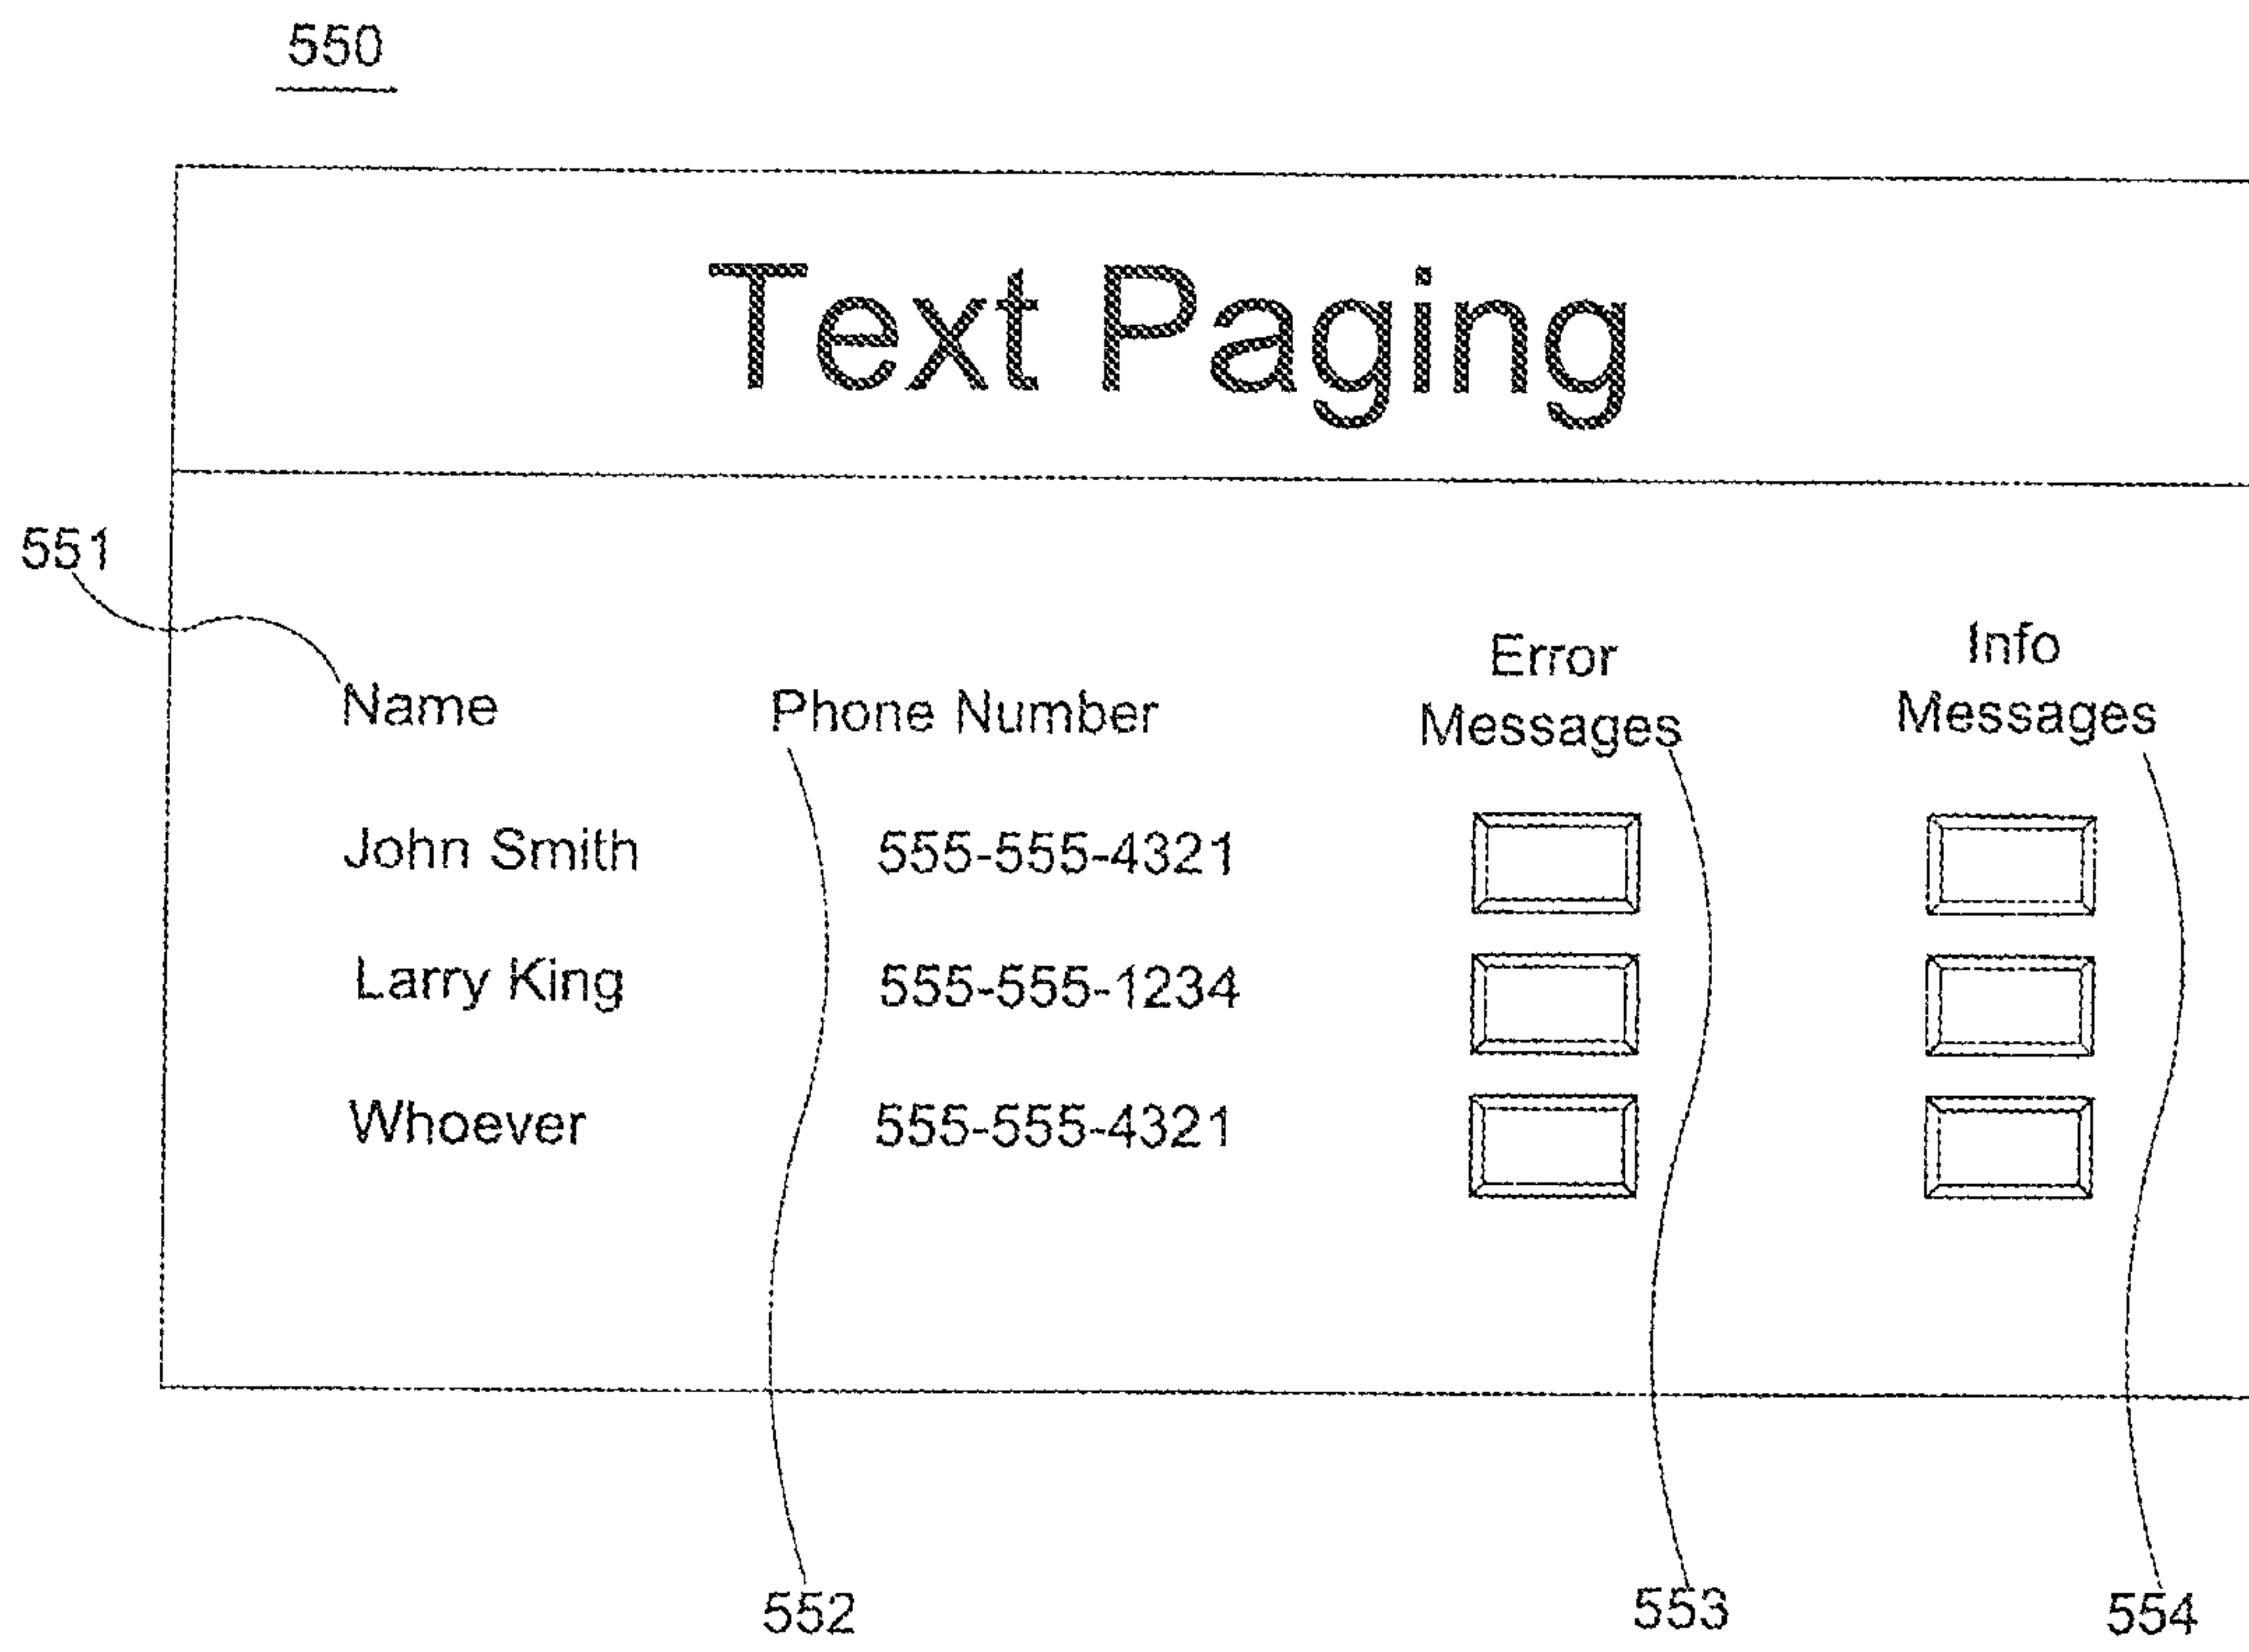 550
Text Paging
551
Name Phone Number Error Messages Info Messages
John Smith 555-555-4321
Larry King 555-555-1234
Whoever 555-555-4321
552 553 554